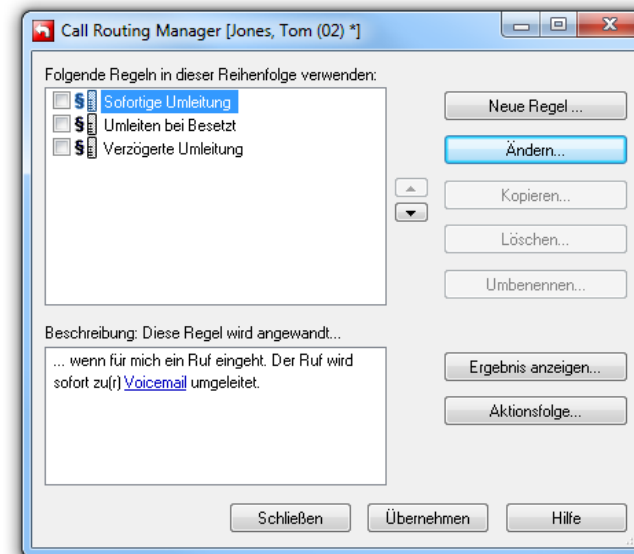 Call Routing Manager [Jones, Tom (02) *]
Folgende Regeln in dieser Reihenfolge verwenden:
§ Sofortige Umleitung
§ Umleiten bei Besetzt
§ Verzögerte Umleitung
Neue Regel ...
Ändern...
Kopieren...
Löschen...
Umbenennen...
Beschreibung: Diese Regel wird angewandt...
... wenn für mich ein Ruf eingeht. Der Ruf wird
sofort zu(r) Voicemail umgeleitet.
Ergebnis anzeigen...
Aktionsfolge...
Schließen
Übernehmen
Hilfe